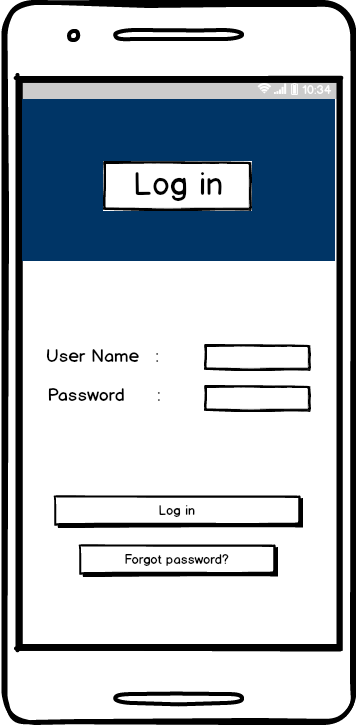 10:34
Log in
User Name :
Password :
Log in
Forgot password?